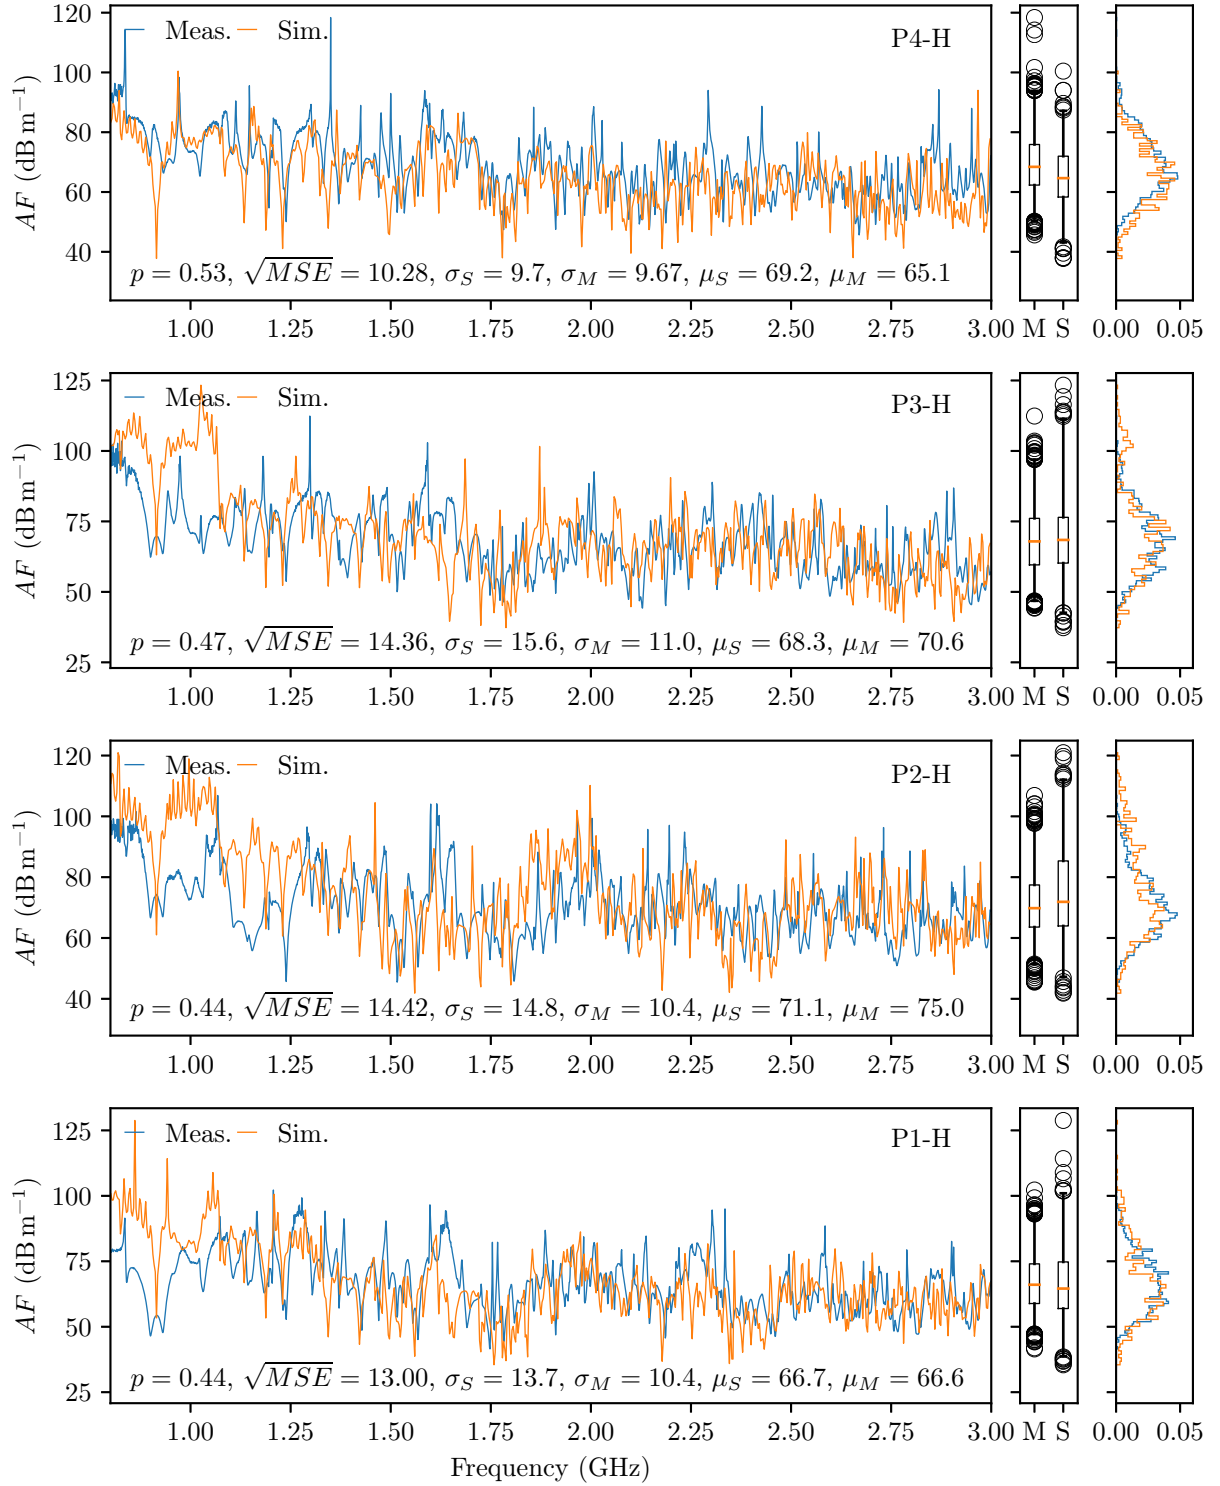 120
100
80
60
40
AF (dB m⁻¹)
Meas. Sim.
P4-H
p = 0.53, √MSE = 10.28, σ_S = 9.7, σ_M = 9.67, μ_S = 69.2, μ_M = 65.1
1.00 1.25 1.50 1.75 2.00 2.25 2.50 2.75 3.00 M S 0.00 0.05
125
100
75
50
25
AF (dB m⁻¹)
Meas. Sim.
P3-H
p = 0.47, √MSE = 14.36, σ_S = 15.6, σ_M = 11.0, μ_S = 68.3, μ_M = 70.6
1.00 1.25 1.50 1.75 2.00 2.25 2.50 2.75 3.00 M S 0.00 0.05
120
100
80
60
40
AF (dB m⁻¹)
Meas. Sim.
P2-H
p = 0.44, √MSE = 14.42, σ_S = 14.8, σ_M = 10.4, μ_S = 71.1, μ_M = 75.0
1.00 1.25 1.50 1.75 2.00 2.25 2.50 2.75 3.00 M S 0.00 0.05
125
100
75
50
25
AF (dB m⁻¹)
Meas. Sim.
P1-H
p = 0.44, √MSE = 13.00, σ_S = 13.7, σ_M = 10.4, μ_S = 66.7, μ_M = 66.6
1.00 1.25 1.50 1.75 2.00 2.25 2.50 2.75 3.00 M S 0.00 0.05
Frequency (GHz)